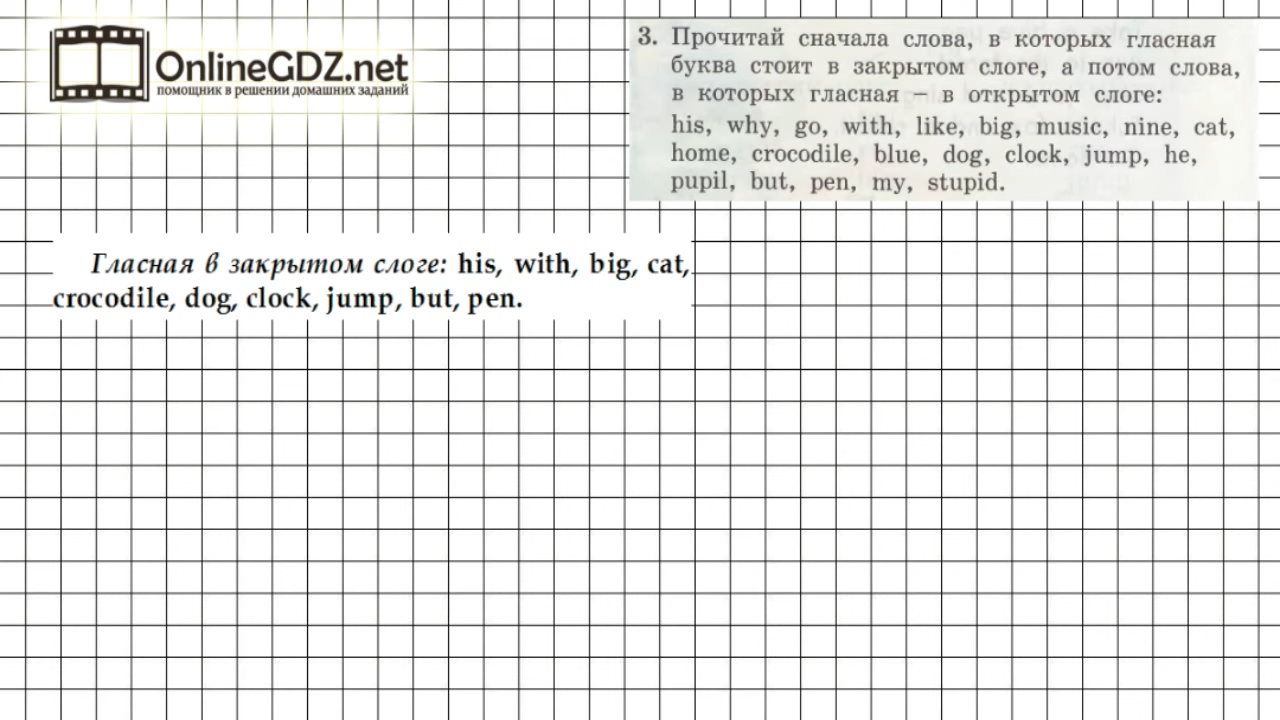 OnlineGDZ.net
помощник в решении домашних заданий
3. Прочитай сначала слова, в которых гласная
буква стоит в закрытом слоге, а потом слова,
в которых гласная – в открытом слоге:
his, why, go, with, like, big, music, nine, cat,
home, crocodile, blue, dog, clock, jump, he,
pupil, but, pen, my, stupid.
Гласная в закрытом слоге: his, with, big, cat,
crocodile, dog, clock, jump, but, pen.